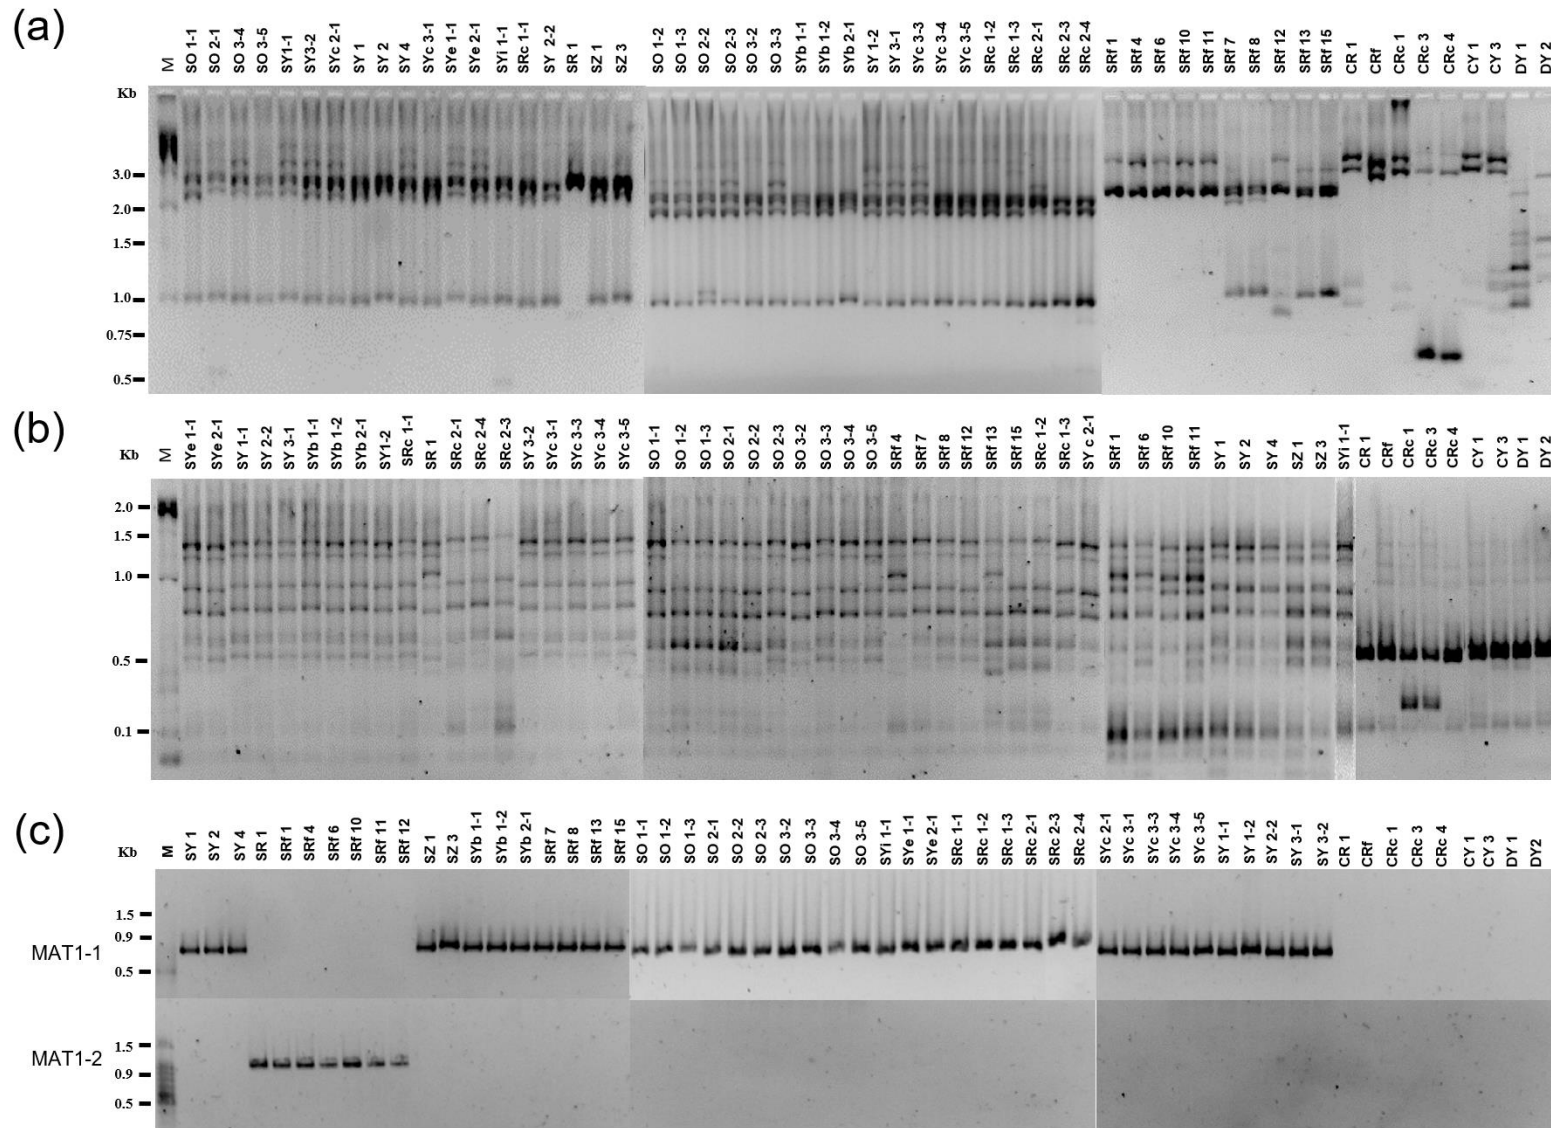 (a)
M SO 1-1 SO 2-1 SO 3-4 SO 3-5 SY1-1 SY3-2 SYc 2-1 SY 1 SY 2 SY 4 SYc 3-1 SYe 1-1 SYe 2-1 SYi 1-1 SRc 1-1 SY 2-2 SR 1 SZ 1 SZ 3 SO 1-2 SO 1-3 SO 2-2 SO 2-3 SO 3-2 SO 3-3 SYb 1-1 SYb 1-2 SYb 2-1 SY 1-2 SY 3-1 SYc 3-3 SYc 3-4 SYc 3-5 SRc 1-2 SRc 1-3 SRc 2-1 SRc 2-3 SRc 2-4 SRf 1 SRf 4 SRf 6 SRf 10 SRf 11 SRf 7 SRf 8 SRf 12 SRf 13 SRf 15 CR 1 CRf CRc 1 CRc 3 CRc 4 CY 1 CY 3 DY 1 DY 2
Kb
3.0
2.0
1.5
1.0
0.75
0.5
(b)
Kb M SYe 1-1 SYe 2-1 SY 1-1 SY 2-2 SY 3-1 SYb 1-1 SYb 1-2 SYb 2-1 SY1-2 SRc 1-1 SR 1 SRc 2-1 SRc 2-4 SRc 2-3 SY 3-2 SYc 3-1 SYc 3-3 SYc 3-4 SYc 3-5 SO 1-1 SO 1-2 SO 1-3 SO 2-1 SO 2-2 SO 2-3 SO 3-2 SO 3-3 SO 3-4 SO 3-5 SRf 4 SRf 7 SRf 8 SRf 12 SRf 13 SRf 15 SRc 1-2 SRc 1-3 SY c 2-1 SRf 1 SRf 6 SRf 10 SRf 11 SY 1 SY 2 SY 4 SZ 1 SZ 3 SYi 1-1 CR 1 CRf CRc 1 CRc 3 CRc 4 CY 1 CY 3 DY 1 DY 2
2.0
1.5
1.0
0.5
0.1
(c)
Kb M SY 1 SY 2 SY 4 SR 1 SRf 1 SRf 4 SRf 6 SRf 10 SRf 11 SRf 12 SZ 1 SZ 3 SYb 1-1 SYb 1-2 SYb 2-1 SRf 7 SRf 8 SRf 13 SRf 15 SO 1-1 SO 1-2 SO 1-3 SO 2-1 SO 2-2 SO 2-3 SO 3-2 SO 3-3 SO 3-4 SO 3-5 SYi 1-1 SYe 1-1 SYe 2-1 SRc 1-1 SRc 1-2 SRc 1-3 SRc 2-1 SRc 2-3 SRc 2-4 SYc 2-1 SYc 3-1 SYc 3-3 SYc 3-4 SYc 3-5 SY 1-1 SY 1-2 SY 2-2 SY 3-1 SY 3-2 CR 1 CRf CRc 1 CRc 3 CRc 4 CY 1 CY 3 DY 1 DY2
1.5
0.9
MAT1-1
0.5
1.5
MAT1-2
0.9
0.5